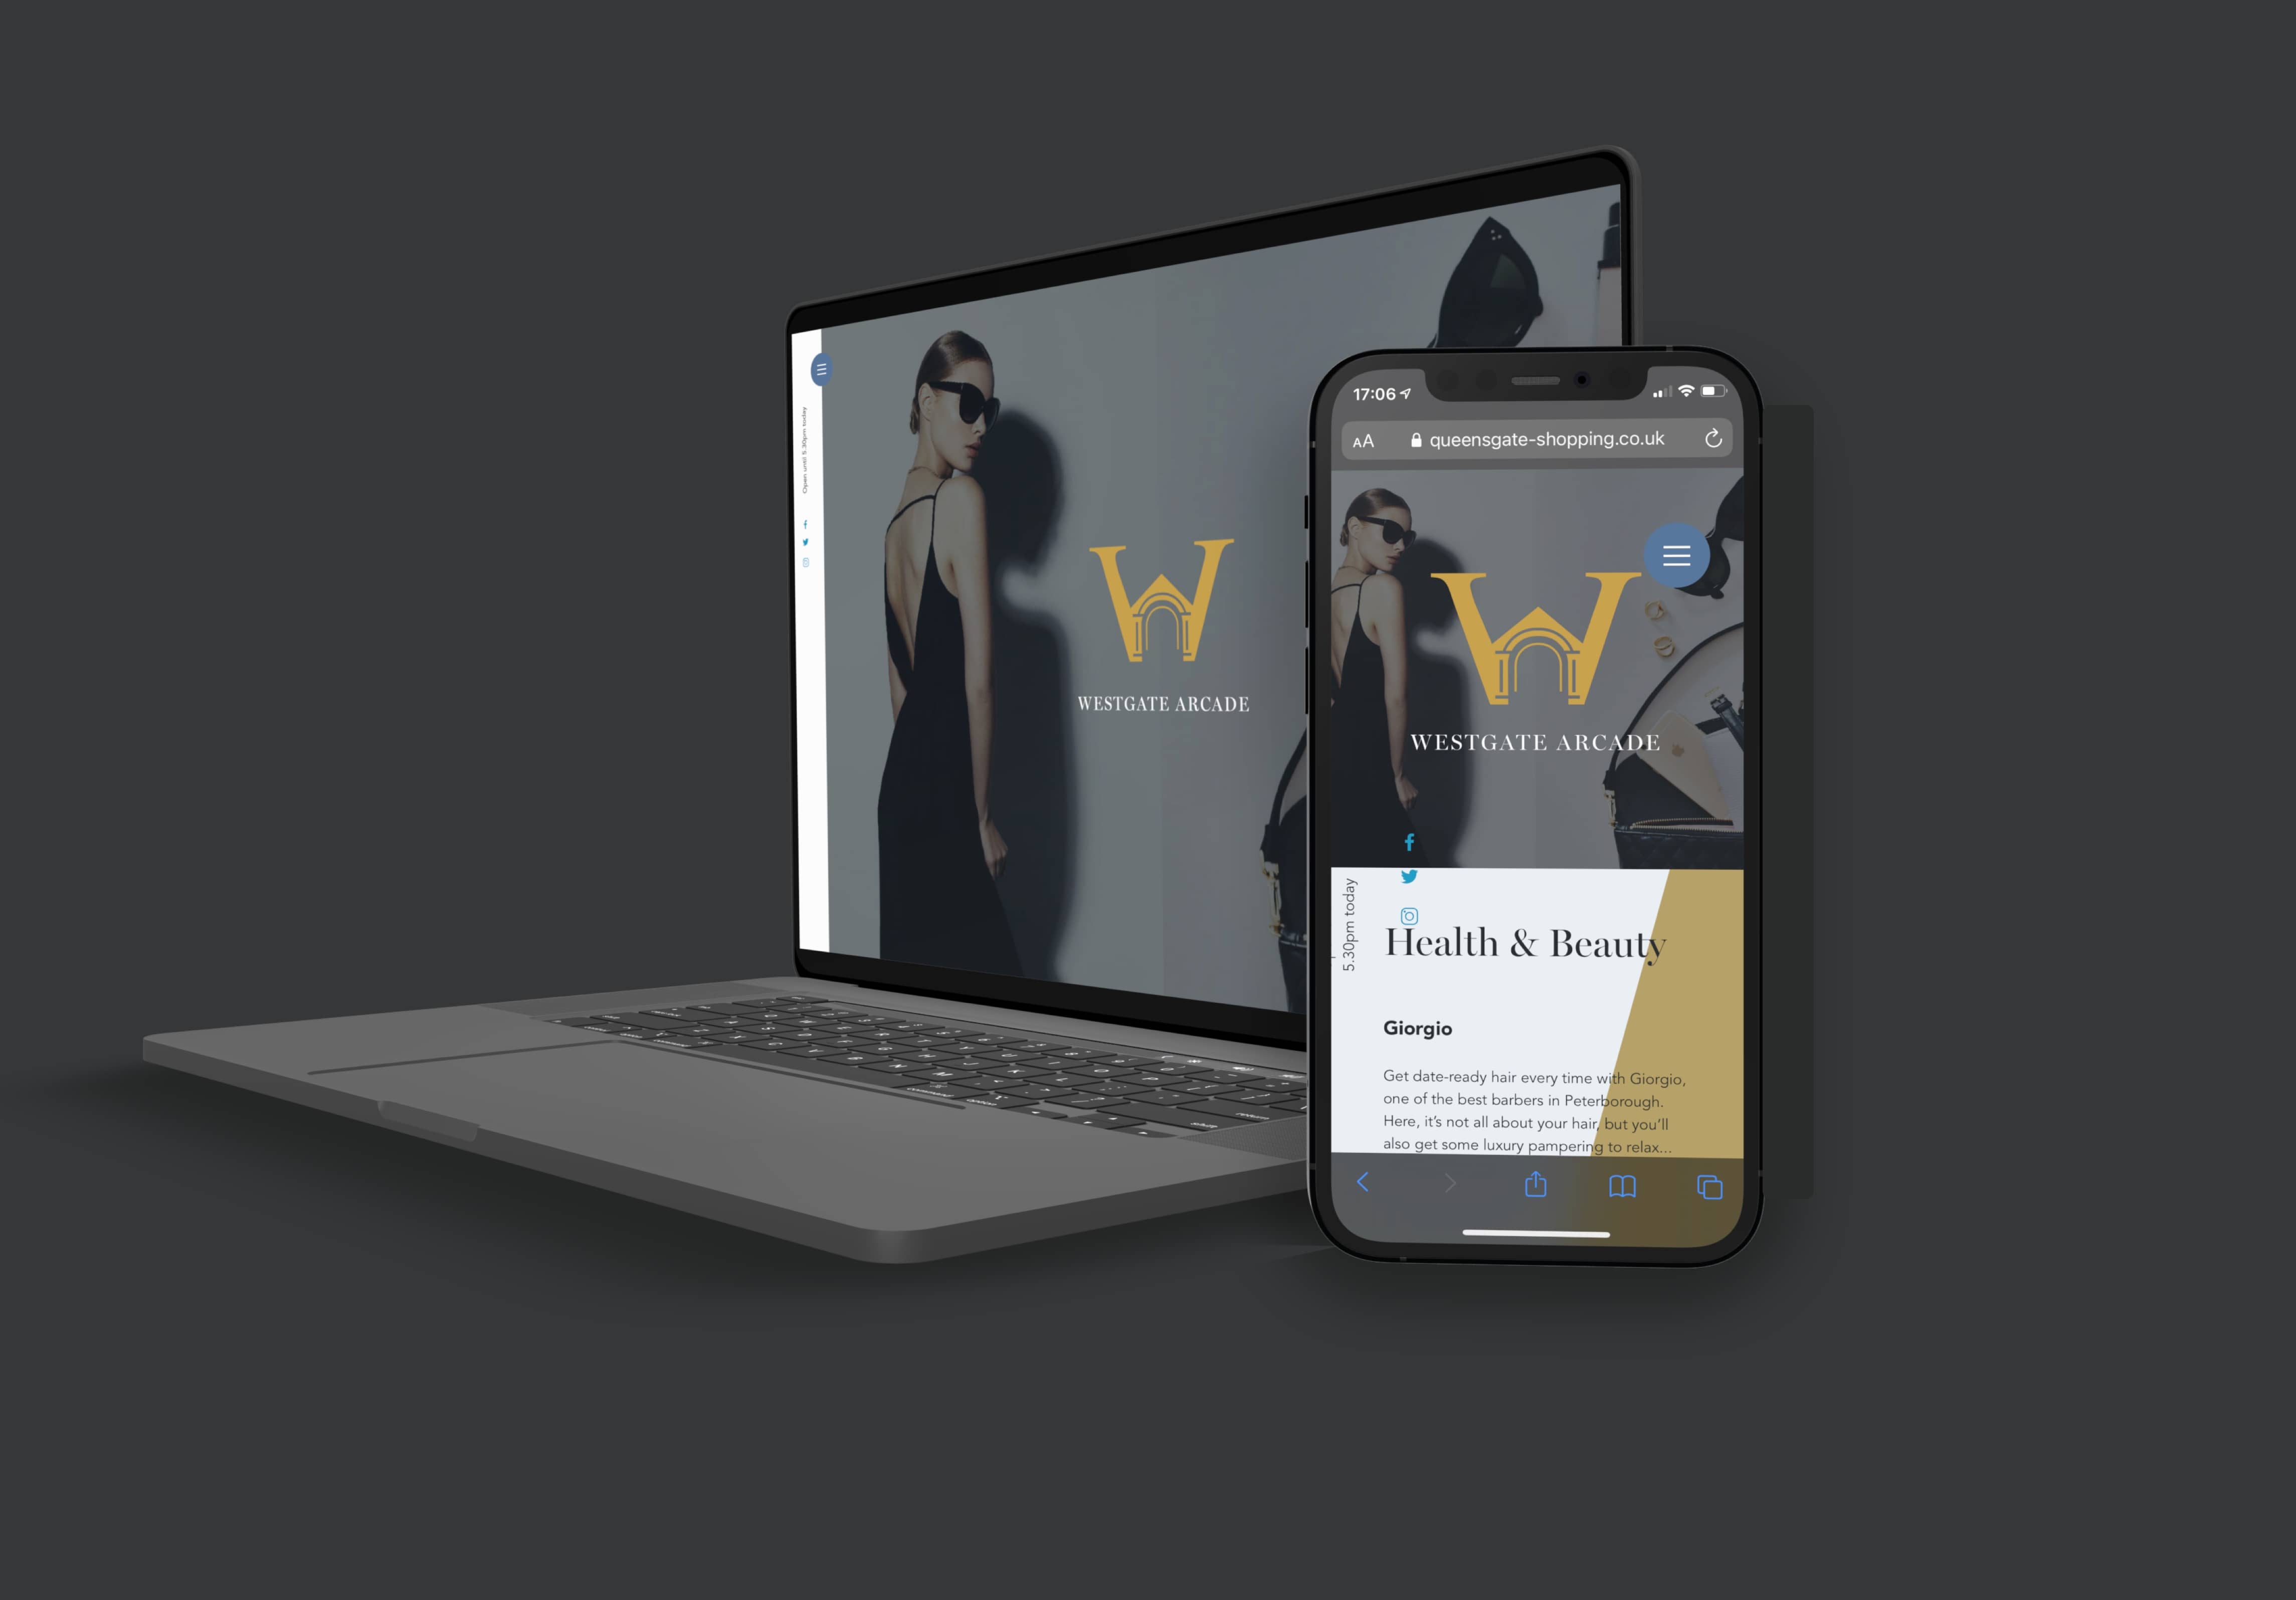 Open until 5.30pm today
WESTGATE ARCADE
17:06
AA queensgate-shopping.co.uk
WESTGATE ARCADE
5.30pm today
Health & Beauty
Giorgio
Get date-ready hair every time with Giorgio,
one of the best barbers in Peterborough.
Here, it's not all about your hair, but you'll
also get some luxury pampering to relax...